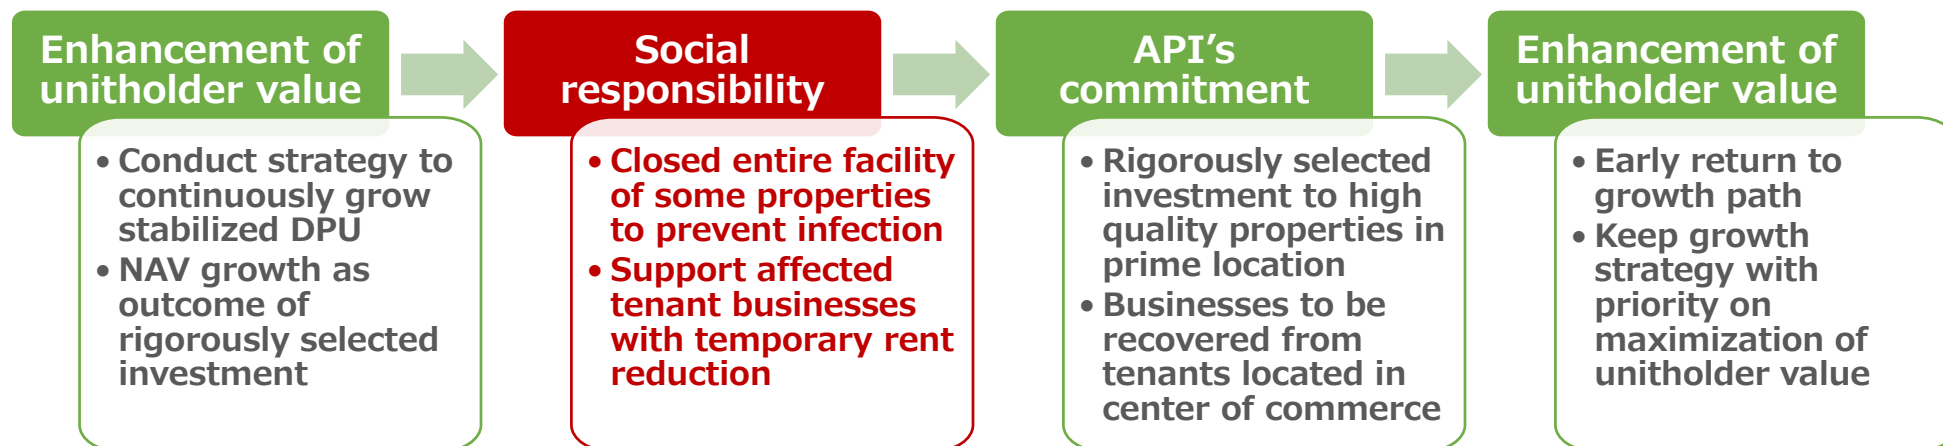 Enhancement of
unitholder value
• Conduct strategy to
continuously grow
stabilized DPU
• NAV growth as
outcome of
rigorously selected
investment
Social
responsibility
• Closed entire facility
of some properties
to prevent infection
• Support affected
tenant businesses
with temporary rent
reduction
API’s
commitment
• Rigorously selected
investment to high
quality properties in
prime location
• Businesses to be
recovered from
tenants located in
center of commerce
Enhancement of
unitholder value
• Early return to
growth path
• Keep growth
strategy with
priority on
maximization of
unitholder value